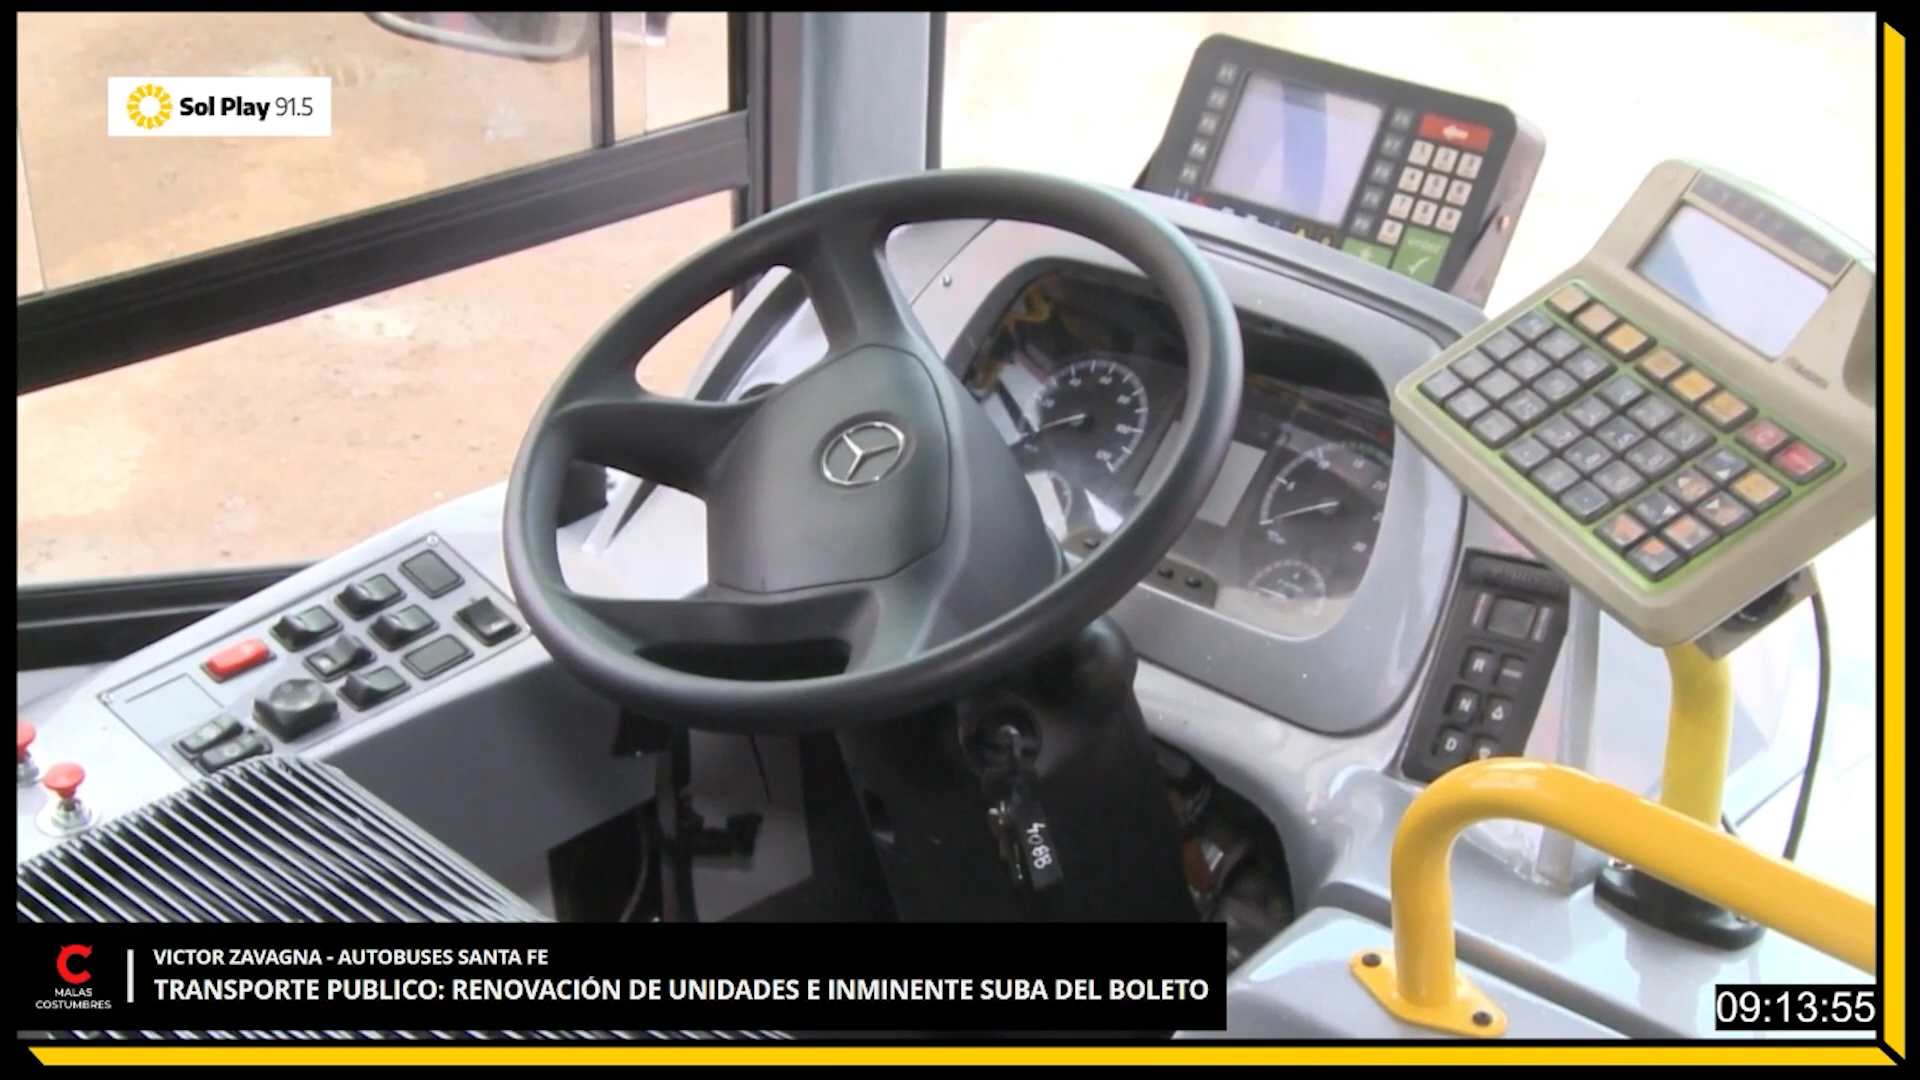 Sol Play 91.5
R
N
D
4088
C
MALAS
COSTUMBRES
VICTOR ZAVAGNA - AUTOBUSES SANTA FE
TRANSPORTE PUBLICO: RENOVACIÓN DE UNIDADES E INMINENTE SUBA DEL BOLETO
09:13:55